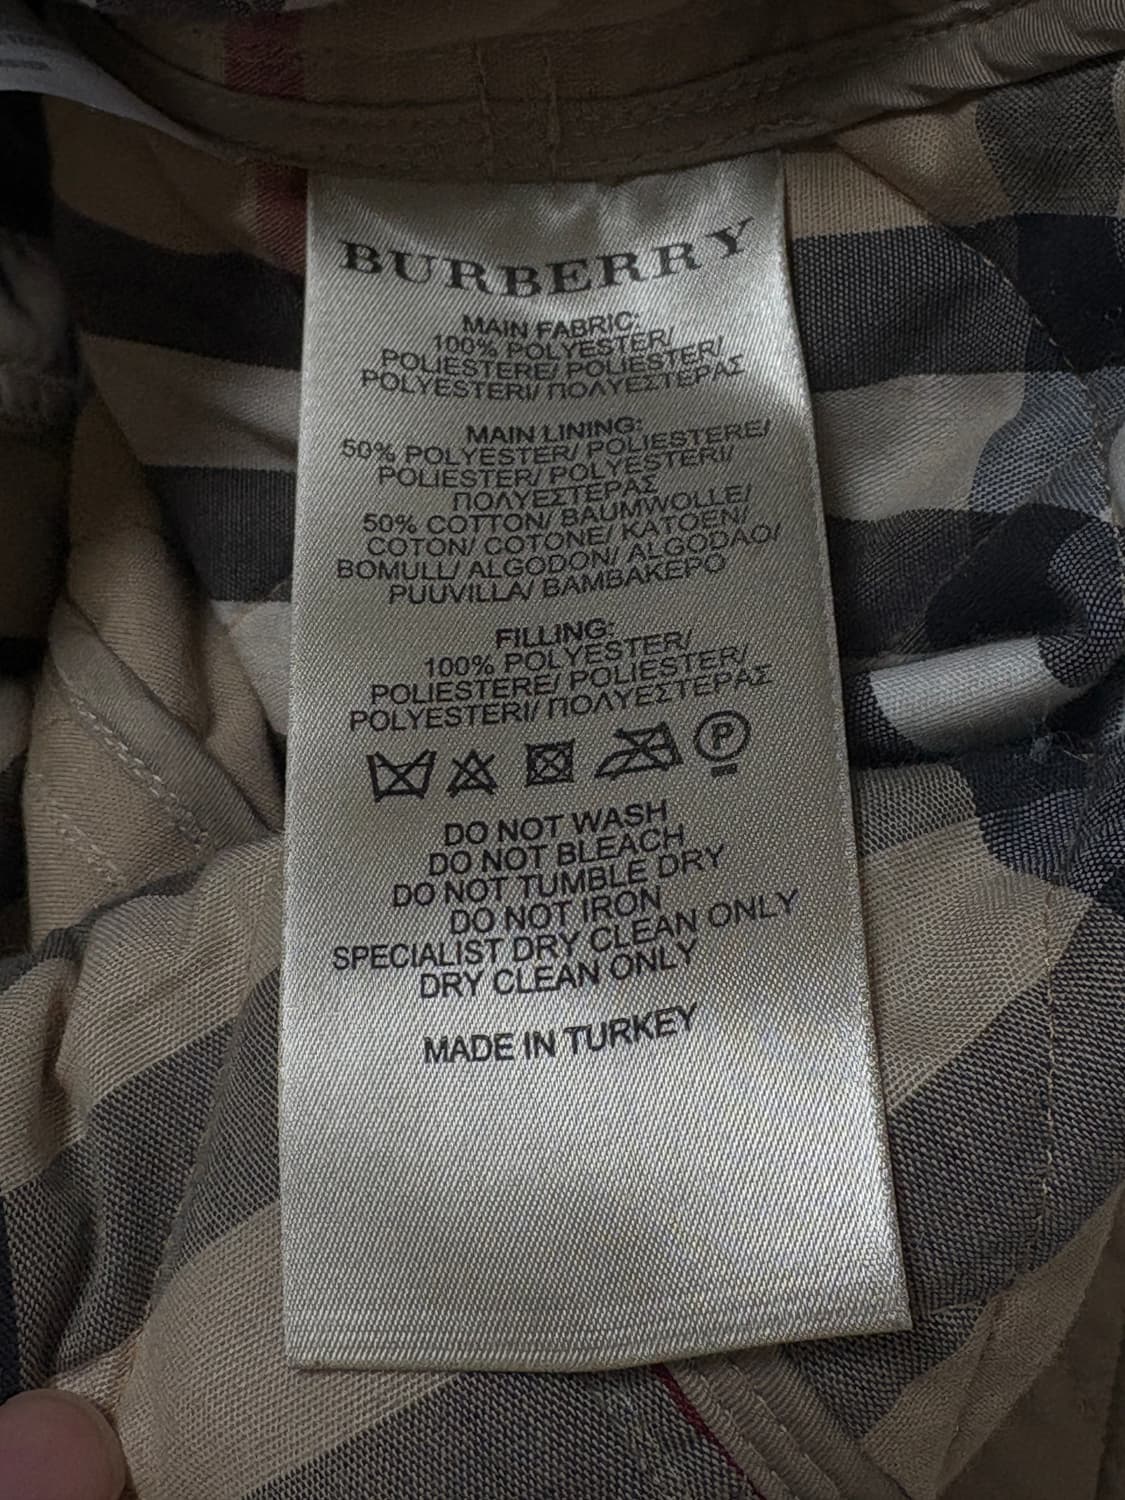 BURBERRY
MAIN FABRIC:
100% POLYESTER/
POLIESTERE/ POLIESTER/
POLYESTERI/ ΠΟΛΥΕΣΤΕΡΑΣ
MAIN LINING:
50% POLYESTER/ POLIESTERE/
POLIESTER/ POLYESTERI/
ΠΟΛΥΕΣΤΕΡΑΣ
50% COTTON/ BAUMWOLLE/
COTON/ COTONE/ KATOEN/
BOMULL/ ALGODON/ ALGODAO/
PUUVILLA/ ΒΑΜΒΑΚΕΡΟ
FILLING:
100% POLYESTER/
POLIESTERE/ POLIESTER/
POLYESTERI/ ΠΟΛΥΕΣΤΕΡΑΣ
P
DO NOT WASH
DO NOT BLEACH
DO NOT TUMBLE DRY
DO NOT IRON
SPECIALIST DRY CLEAN ONLY
DRY CLEAN ONLY
MADE IN TURKEY